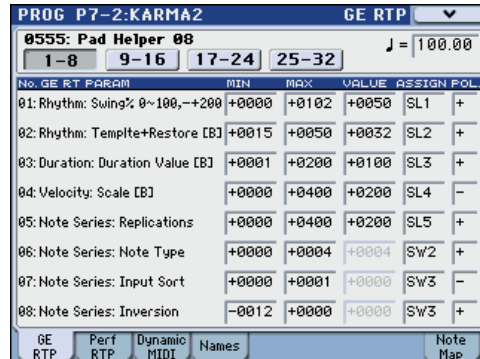 PROG P7-2:KARMA2 GE RTP
0555: Pad Helper 08 ♩= 100.00
1-8 9-16 17-24 25-32
No. GE RT PARAM MIN MAX VALUE ASSIGN POL.
01: Rhythm: Swing% 0~100,-+200 +0000 +0102 +0050 SL1 +
02: Rhythm: Templte+Restore [B] +0015 +0050 +0032 SL2 +
03: Duration: Duration Value [B] +0001 +0200 +0100 SL3 +
04: Velocity: Scale [B] +0000 +0400 +0200 SL4 -
05: Note Series: Replications +0000 +0400 +0200 SL5 +
06: Note Series: Note Type +0000 +0004 +0004 SW2 +
07: Note Series: Input Sort +0000 +0001 +0000 SW3 -
08: Note Series: Inversion -0012 +0000 +0000 SW3 +
GE RTP Perf RTP Dynamic MIDI Names Note Map